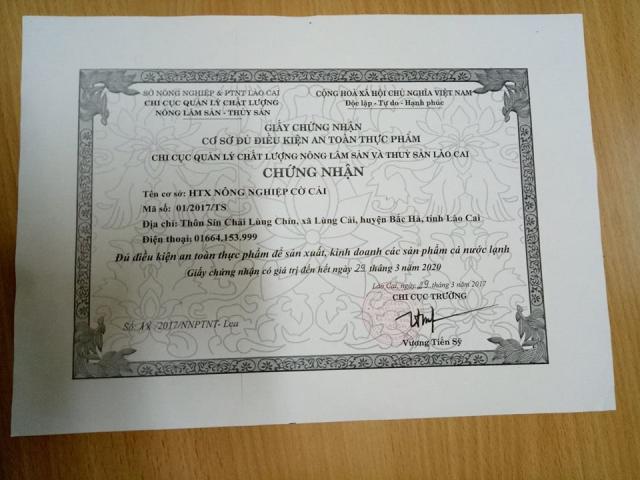 SỞ NÔNG NGHIỆP & PTNT LÀO CAI
CHI CỤC QUẢN LÝ CHẤT LƯỢNG
NÔNG LÂM SẢN - THỦY SẢN
CỘNG HOÀ XÃ HỘI CHỦ NGHĨA VIỆT NAM
Độc lập - Tự do - Hạnh phúc
GIẤY CHỨNG NHẬN
CƠ SỞ ĐỦ ĐIỀU KIỆN AN TOÀN THỰC PHẨM
CHI CỤC QUẢN LÝ CHẤT LƯỢNG NÔNG LÂM SẢN VÀ THUỶ SẢN LÀO CAI
CHỨNG NHẬN
Tên cơ sở: HTX NÔNG NGHIỆP CỜ CẢI
Mã số: 01/2017/TS
Địa chỉ: Thôn Sín Chải Lùng Chín, xã Lùng Cải, huyện Bắc Hà, tỉnh Lào Cai
Điện thoại: 01664.153.999
Đủ điều kiện an toàn thực phẩm để sản xuất, kinh doanh các sản phẩm cá nước lạnh
Giấy chứng nhận có giá trị đến hết ngày 29 tháng 3 năm 2020
Lào Cai, ngày 29 tháng 3 năm 2017
CHI CỤC TRƯỞNG
Số: /2017/NNPTNT- Lca
Vương Tiến Sỹ